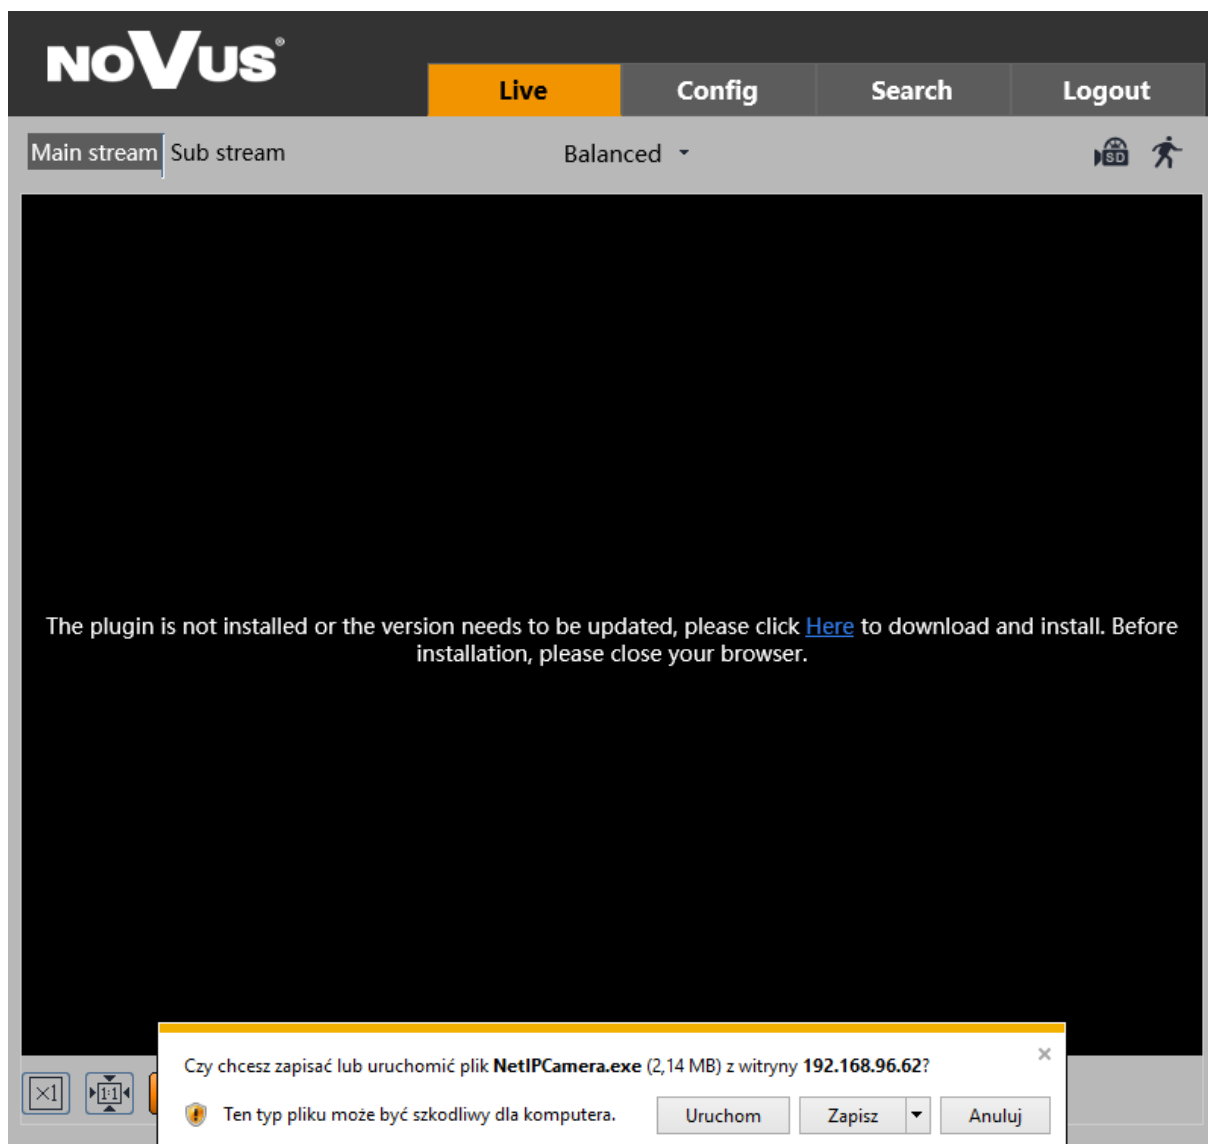 NOVUS®
Live Config Search Logout
Main stream Sub stream Balanced
SD
The plugin is not installed or the version needs to be updated, please click Here to download and install. Before
installation, please close your browser.
×1 1:1
Czy chcesz zapisać lub uruchomić plik NetIPCamera.exe (2,14 MB) z witryny 192.168.96.62?
Ten typ pliku może być szkodliwy dla komputera. Uruchom Zapisz Anuluj